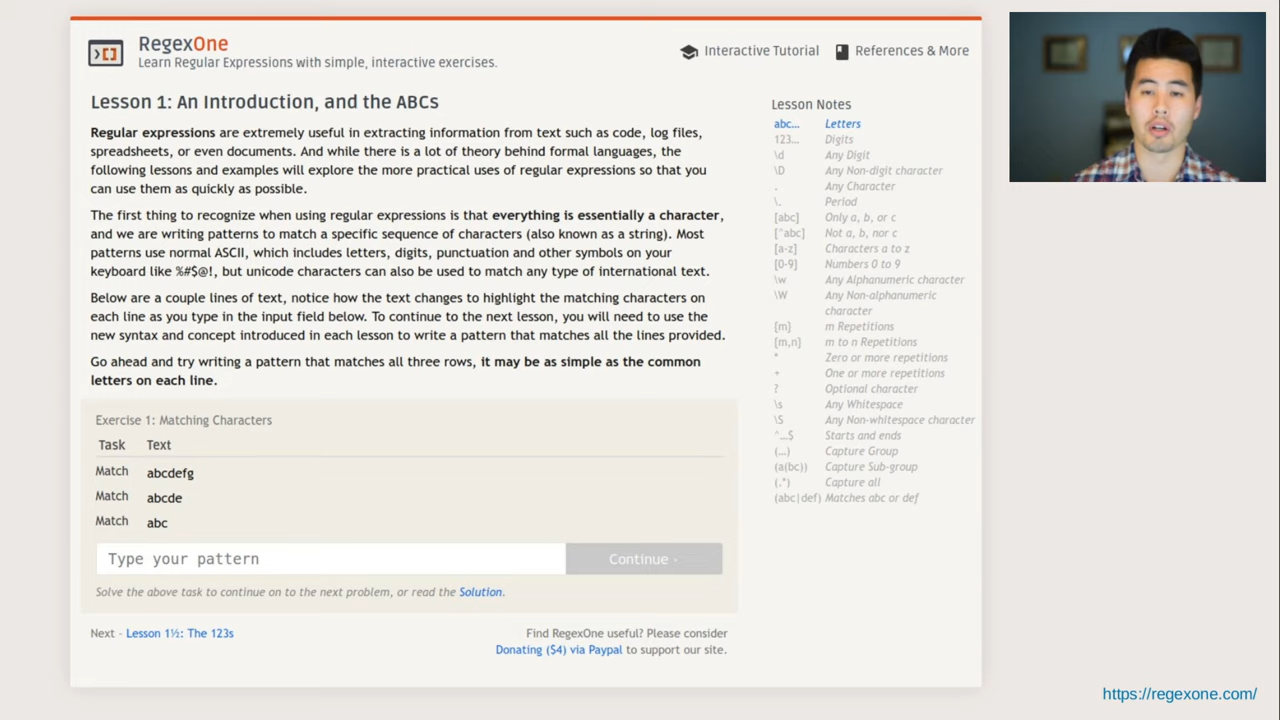 RegexOne
Learn Regular Expressions with simple, interactive exercises.
Interactive Tutorial
References & More
Lesson 1: An Introduction, and the ABCs
Regular expressions are extremely useful in extracting information from text such as code, log files,
spreadsheets, or even documents. And while there is a lot of theory behind formal languages, the
following lessons and examples will explore the more practical uses of regular expressions so that you
can use them as quickly as possible.
The first thing to recognize when using regular expressions is that everything is essentially a character,
and we are writing patterns to match a specific sequence of characters (also known as a string). Most
patterns use normal ASCII, which includes letters, digits, punctuation and other symbols on your
keyboard like %#$@!, but unicode characters can also be used to match any type of international text.
Below are a couple lines of text, notice how the text changes to highlight the matching characters on
each line as you type in the input field below. To continue to the next lesson, you will need to use the
new syntax and concept introduced in each lesson to write a pattern that matches all the lines provided.
Go ahead and try writing a pattern that matches all three rows, it may be as simple as the common
letters on each line.
Exercise 1: Matching Characters
Task Text
Match abcdefg
Match abcde
Match abc
Type your pattern
Continue ›
Solve the above task to continue on to the next problem, or read the Solution.
Next - Lesson 1½: The 123s
Find RegexOne useful? Please consider
Donating ($4) via Paypal to support our site.
Lesson Notes
abc… Letters
123… Digits
\d Any Digit
\D Any Non-digit character
. Any Character
\. Period
[abc] Only a, b, or c
[^abc] Not a, b, nor c
[a-z] Characters a to z
[0-9] Numbers 0 to 9
\w Any Alphanumeric character
\W Any Non-alphanumeric
character
{m} m Repetitions
{m,n} m to n Repetitions
* Zero or more repetitions
+ One or more repetitions
? Optional character
\s Any Whitespace
\S Any Non-whitespace character
^…$ Starts and ends
(…) Capture Group
(a(bc)) Capture Sub-group
(.*) Capture all
(abc|def) Matches abc or def
https://regexone.com/